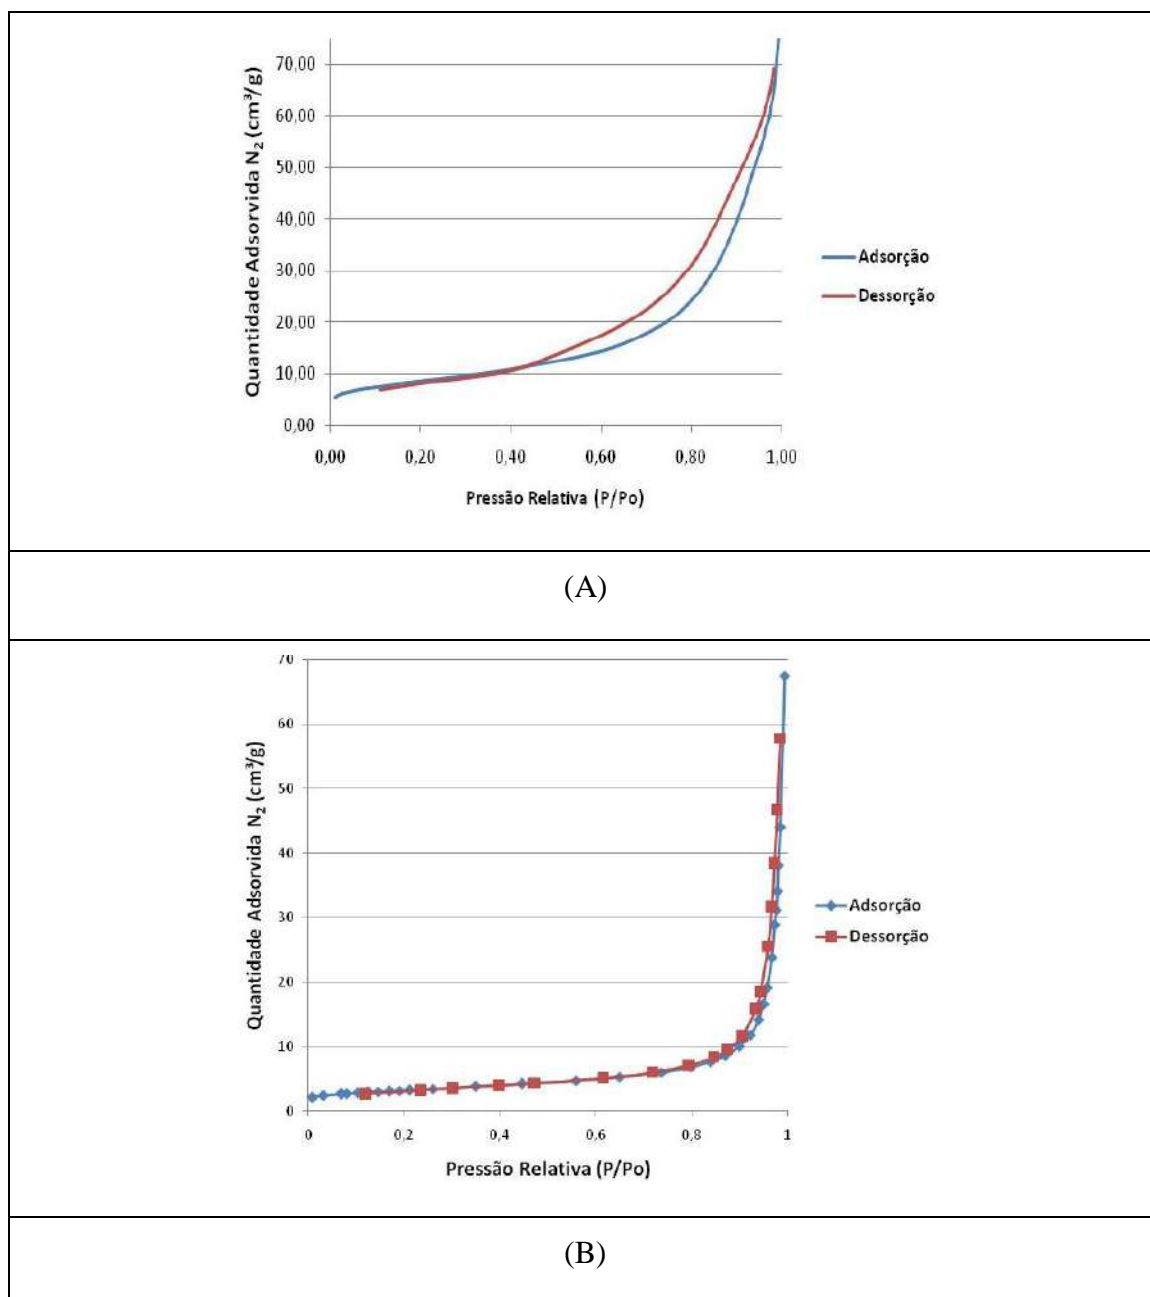 Quantidade Adsorvida N₂ (cm³/g)
70,00
60,00
50,00
40,00
30,00
20,00
10,00
0,00
0,00 0,20 0,40 0,60 0,80 1,00
Pressão Relativa (P/Po)
Adsorção
Dessorção
(A)
Quantidade Adsorvida N₂ (cm³/g)
70
60
50
40
30
20
10
0
0 0,2 0,4 0,6 0,8 1
Pressão Relativa (P/Po)
Adsorção
Dessorção
(B)